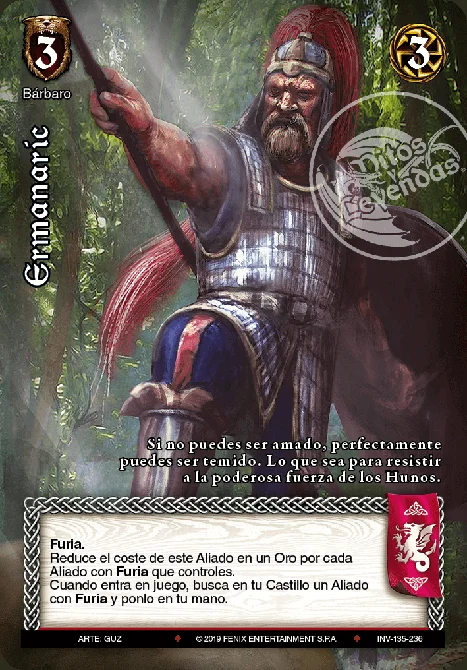 3
3
Bárbaro
Ermanaric
Mitos
y
Leyendas
Si no puedes ser amado, perfectamente
puedes ser temido. Lo que sea para resistir
a la poderosa fuerza de los Hunos.
Furia.
Reduce el coste de este Aliado en un Oro por cada
Aliado con Furia que controles.
Cuando entra en juego, busca en tu Castillo un Aliado
con Furia y ponlo en tu mano.
ARTE: GUZ ♦ © 2019 FENIX ENTERTAINMENT S.P.A. ♦ INV-135-236